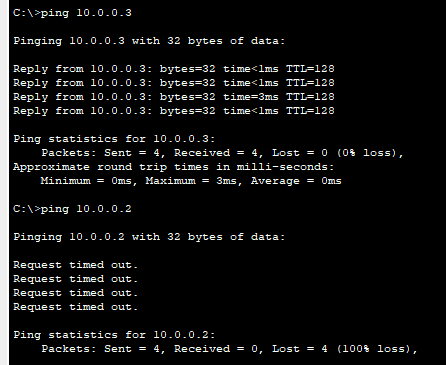 C:\>ping 10.0.0.3
Pinging 10.0.0.3 with 32 bytes of data:
Reply from 10.0.0.3: bytes=32 time<1ms TTL=128
Reply from 10.0.0.3: bytes=32 time<1ms TTL=128
Reply from 10.0.0.3: bytes=32 time=3ms TTL=128
Reply from 10.0.0.3: bytes=32 time<1ms TTL=128
Ping statistics for 10.0.0.3:
    Packets: Sent = 4, Received = 4, Lost = 0 (0% loss),
Approximate round trip times in milli-seconds:
    Minimum = 0ms, Maximum = 3ms, Average = 0ms
C:\>ping 10.0.0.2
Pinging 10.0.0.2 with 32 bytes of data:
Request timed out.
Request timed out.
Request timed out.
Request timed out.
Ping statistics for 10.0.0.2:
    Packets: Sent = 4, Received = 0, Lost = 4 (100% loss),